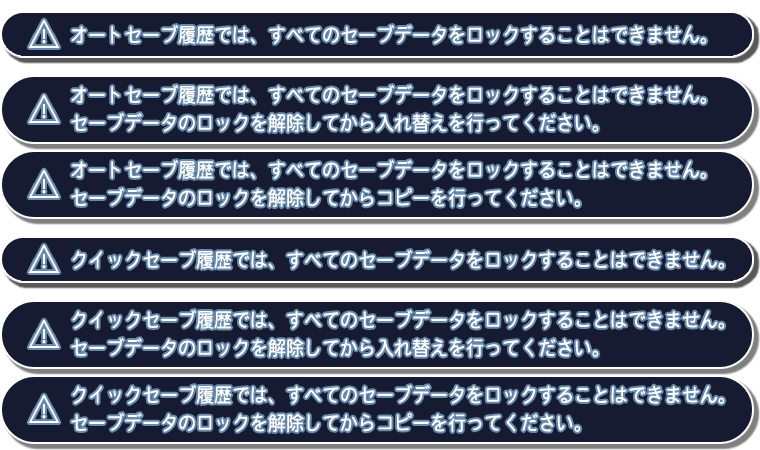 オートセーブ履歴では、すべてのセーブデータをロックすることはできません。
オートセーブ履歴では、すべてのセーブデータをロックすることはできません。
セーブデータのロックを解除してから入れ替えを行ってください。
オートセーブ履歴では、すべてのセーブデータをロックすることはできません。
セーブデータのロックを解除してからコピーを行ってください。
クイックセーブ履歴では、すべてのセーブデータをロックすることはできません。
クイックセーブ履歴では、すべてのセーブデータをロックすることはできません。
セーブデータのロックを解除してから入れ替えを行ってください。
クイックセーブ履歴では、すべてのセーブデータをロックすることはできません。
セーブデータのロックを解除してからコピーを行ってください。